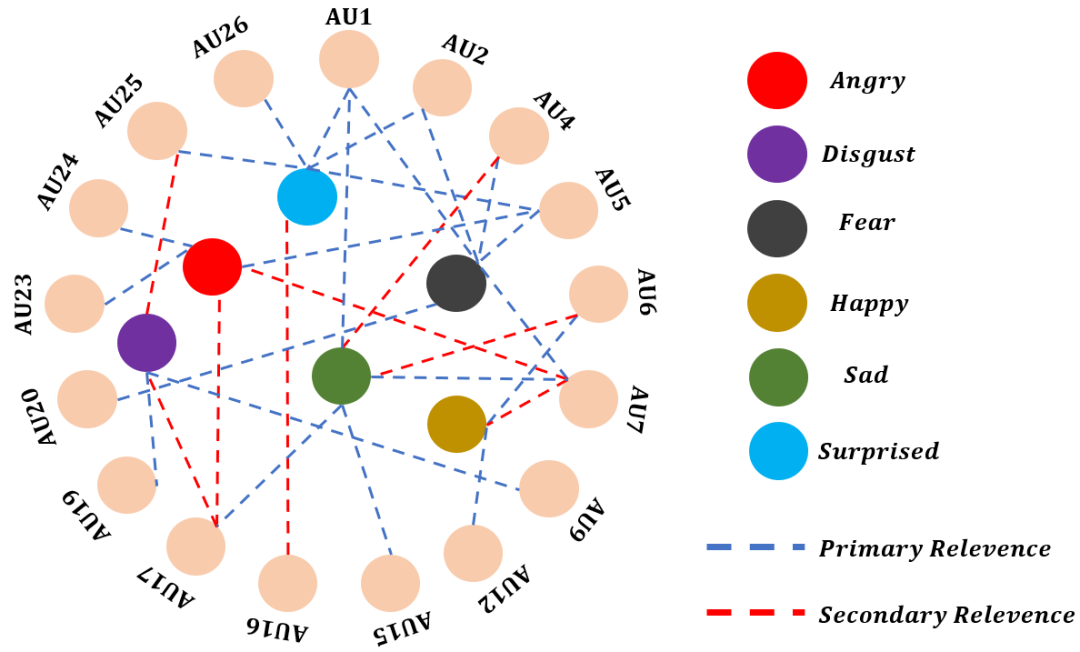 AU1
AU2
AU4
AU5
AU6
AU7
AU9
AU12
AU15
AU16
AU17
AU19
AU20
AU23
AU24
AU25
AU26
Angry
Disgust
Fear
Happy
Sad
Surprised
Primary Relevence
Secondary Relevence